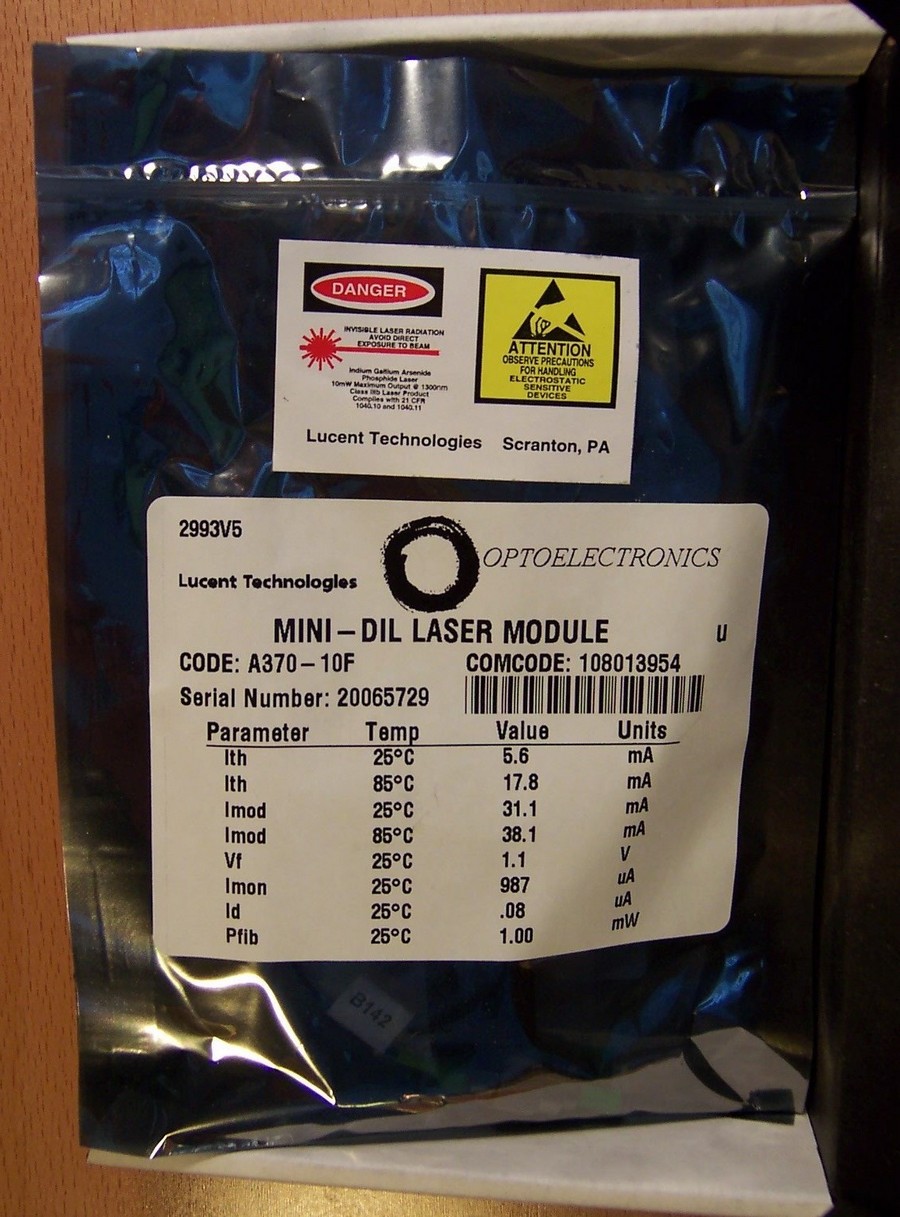 DANGER
INVISIBLE LASER RADIATION
AVOID DIRECT
EXPOSURE TO BEAM
Indium Gallium Arsenide
Phosphide Laser
10mW Maximum Output @ 1300nm
Class IIIb Laser Product
Complies with 21 CFR
1040.10 and 1040.11
ATTENTION
OBSERVE PRECAUTIONS
FOR HANDLING
ELECTROSTATIC
SENSITIVE
DEVICES
Lucent Technologies Scranton, PA
2993V5
Lucent Technologies
OPTOELECTRONICS
MINI-DIL LASER MODULE u
CODE: A370-10F COMCODE: 108013954
Serial Number: 20065729
Parameter Temp Value Units
Ith 25°C 5.6 mA
Ith 85°C 17.8 mA
Imod 25°C 31.1 mA
Imod 85°C 38.1 mA
Vf 25°C 1.1 V
Imon 25°C 987 uA
Id 25°C .08 uA
Pfib 25°C 1.00 mW
B142